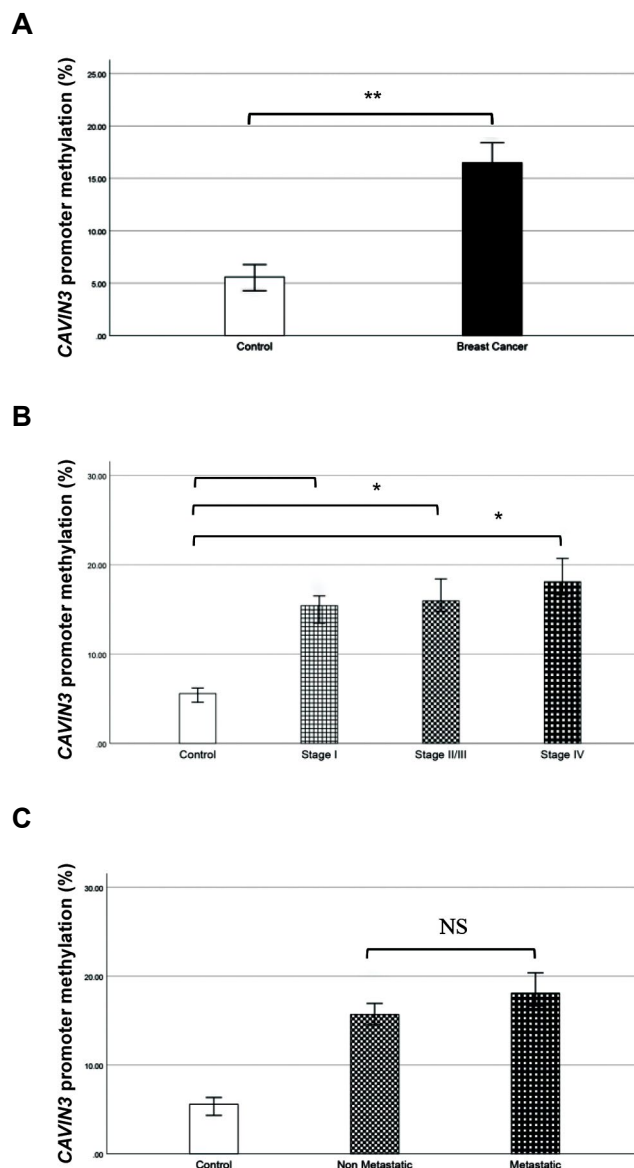 A
CAVIN3 promoter methylation (%)
25.00
20.00
15.00
10.00
5.00
.00
**
Control
Breast Cancer
B
CAVIN3 promoter methylation (%)
30.00
20.00
10.00
.00
*
*
Control
Stage I
Stage II/III
Stage IV
C
CAVIN3 promoter methylation (%)
30.00
20.00
10.00
.00
NS
Control
Non Metastatic
Metastatic